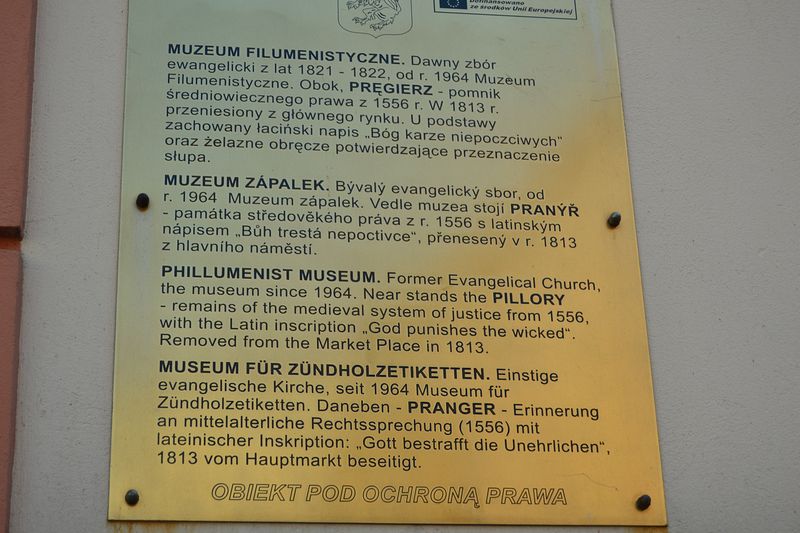 Dofinansowano
ze środków Unii Europejskiej
MUZEUM FILUMENISTYCZNE. Dawny zbór
ewangelicki z lat 1821 - 1822, od r. 1964 Muzeum
Filumenistyczne. Obok, PRĘGIERZ - pomnik
średniowiecznego prawa z 1556 r. W 1813 r.
przeniesiony z głównego rynku. U podstawy
zachowany łaciński napis „Bóg karze niepoczciwych"
oraz żelazne obręcze potwierdzające przeznaczenie
słupa.
MUZEUM ZÁPALEK. Bývalý evangelický sbor, od
r. 1964 Muzeum zápalek. Vedle muzea stojí PRANÝŘ
- památka středověkého práva z r. 1556 s latinským
nápisem „Bůh trestá nepoctivce“, přenesený v r. 1813
z hlavního náměstí.
PHILLUMENIST MUSEUM. Former Evangelical Church,
the museum since 1964. Near stands the PILLORY
- remains of the medieval system of justice from 1556,
with the Latin inscription „God punishes the wicked“.
Removed from the Market Place in 1813.
MUSEUM FÜR ZÜNDHOLZETIKETTEN. Einstige
evangelische Kirche, seit 1964 Museum für
Zündholzetiketten. Daneben - PRANGER - Erinnerung
an mittelalterliche Rechtssprechung (1556) mit
lateinischer Inskription: „Gott bestrafft die Unehrlichen“,
1813 vom Hauptmarkt beseitigt.
OBIEKT POD OCHRONĄ PRAWA